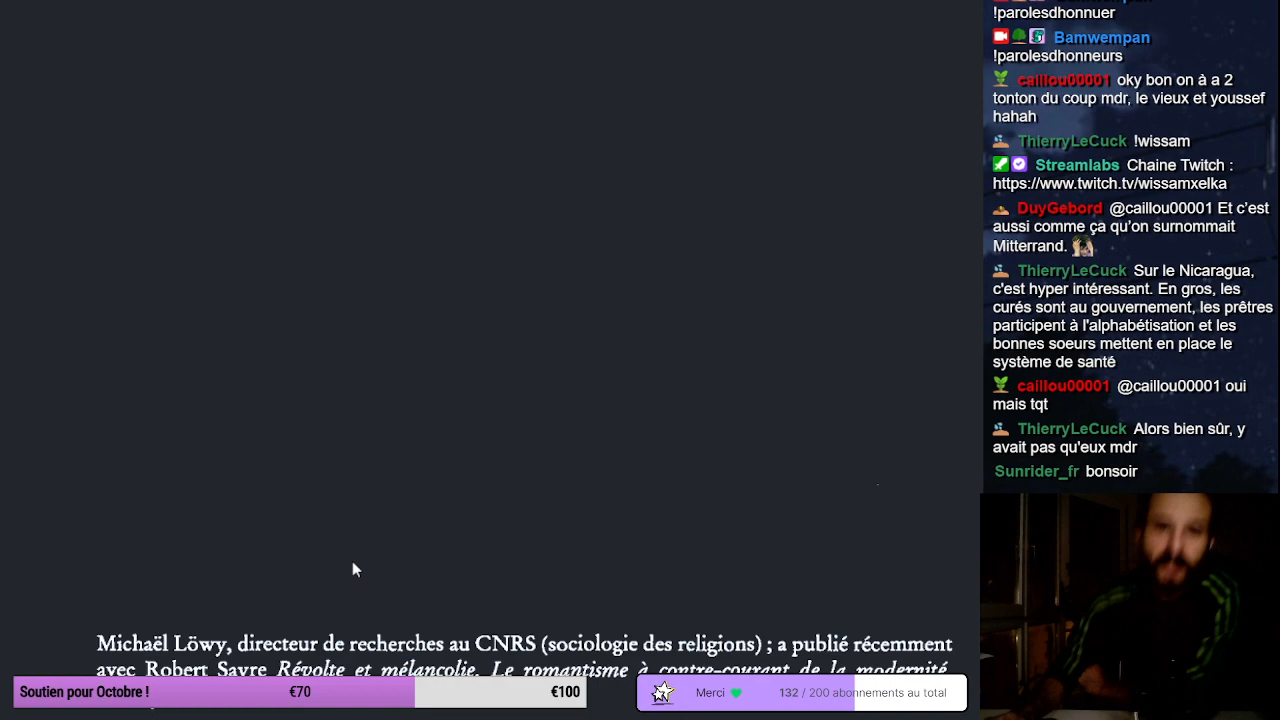 !parolesdhonnuer
Bamwempan
!parolesdhonneurs
caillou00001 oky bon on à a 2
tonton du coup mdr, le vieux et youssef
hahah
ThierryLeCuck !wissam
Streamlabs Chaine Twitch :
https://www.twitch.tv/wissamxelka
DuyGebord @caillou00001 Et c’est
aussi comme ça qu’on surnommait
Mitterrand.
ThierryLeCuck Sur le Nicaragua,
c'est hyper intéressant. En gros, les
curés sont au gouvernement, les prêtres
participent à l'alphabétisation et les
bonnes soeurs mettent en place le
système de santé
caillou00001 @caillou00001 oui
mais tqt
ThierryLeCuck Alors bien sûr, y
avait pas qu'eux mdr
Sunrider_fr bonsoir
Michaël Löwy, directeur de recherches au CNRS (sociologie des religions) ; a publié récemment
avec Robert Sayre Révolte et mélancolie. Le romantisme à contre-courant de la modernité,
Soutien pour Octobre ! €70 €100
Merci 132 / 200 abonnements au total